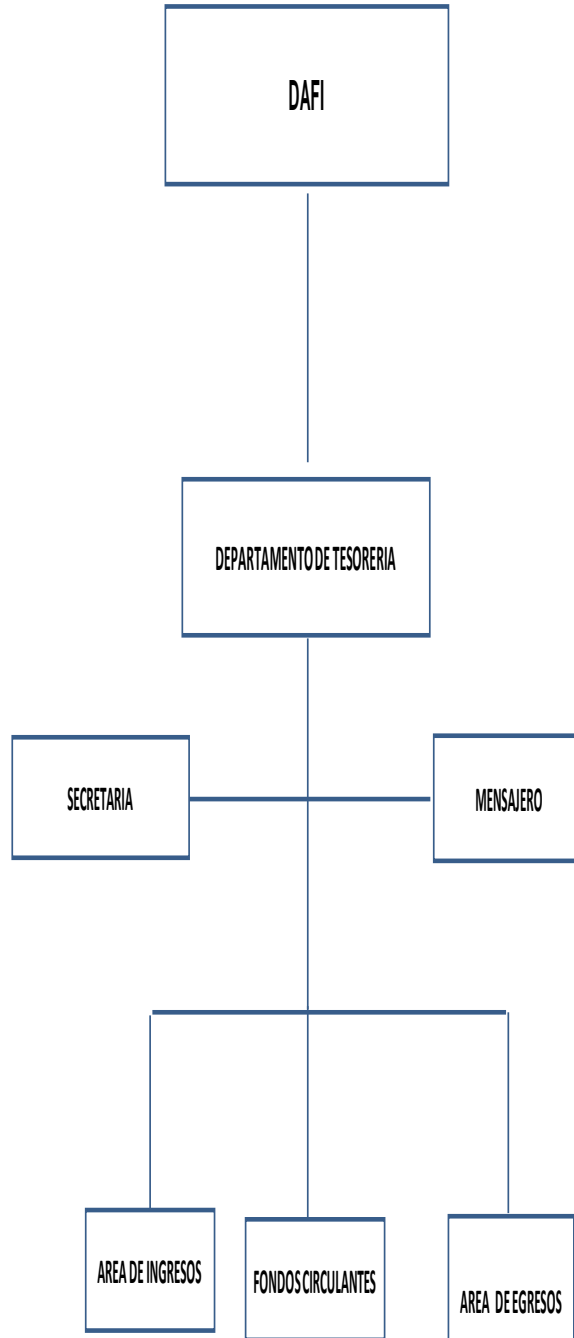 DAFI
DEPARTAMENTO DE TESORERIA
SECRETARIA
MENSAJERO
AREA DE INGRESOS
FONDOS CIRCULANTES
AREA DE EGRESOS